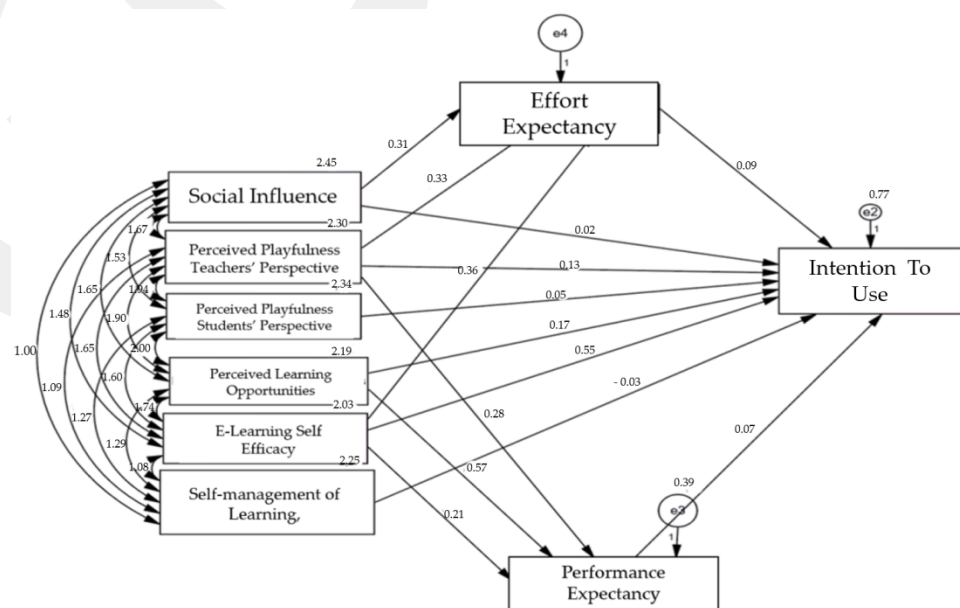 e4
1
Effort
Expectancy
0.31
2.45
0.33
0.09
Social Influence
0.77
e2
1
2.30
1.67
0.02
Perceived Playfulness
Teachers' Perspective
1.53
0.36
0.13
Intention To
Use
2.34
1.94
1.65
0.05
Perceived Playfulness
Students' Perspective
1.48
1.90
0.17
2.00
1.00
1.65
2.19
0.55
Perceived Learning
Opportunities
1.60
- 0.03
1.09
1.74
2.03
1.27
0.28
E-Learning Self
Efficacy
0.07
1.29
2.25
1.08
0.57
Self-management of
Learning,
0.39
e3
0.21
1
Performance
Expectancy